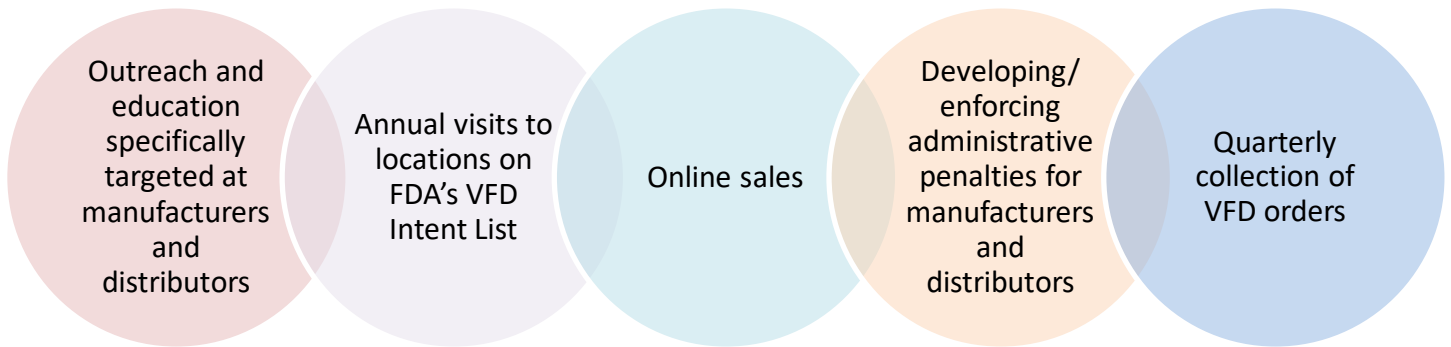 Outreach and
education
specifically
targeted at
manufacturers
and
distributors
Annual visits to
locations on
FDA’s VFD
Intent List
Online sales
Developing/
enforcing
administrative
penalties for
manufacturers
and
distributors
Quarterly
collection of
VFD orders